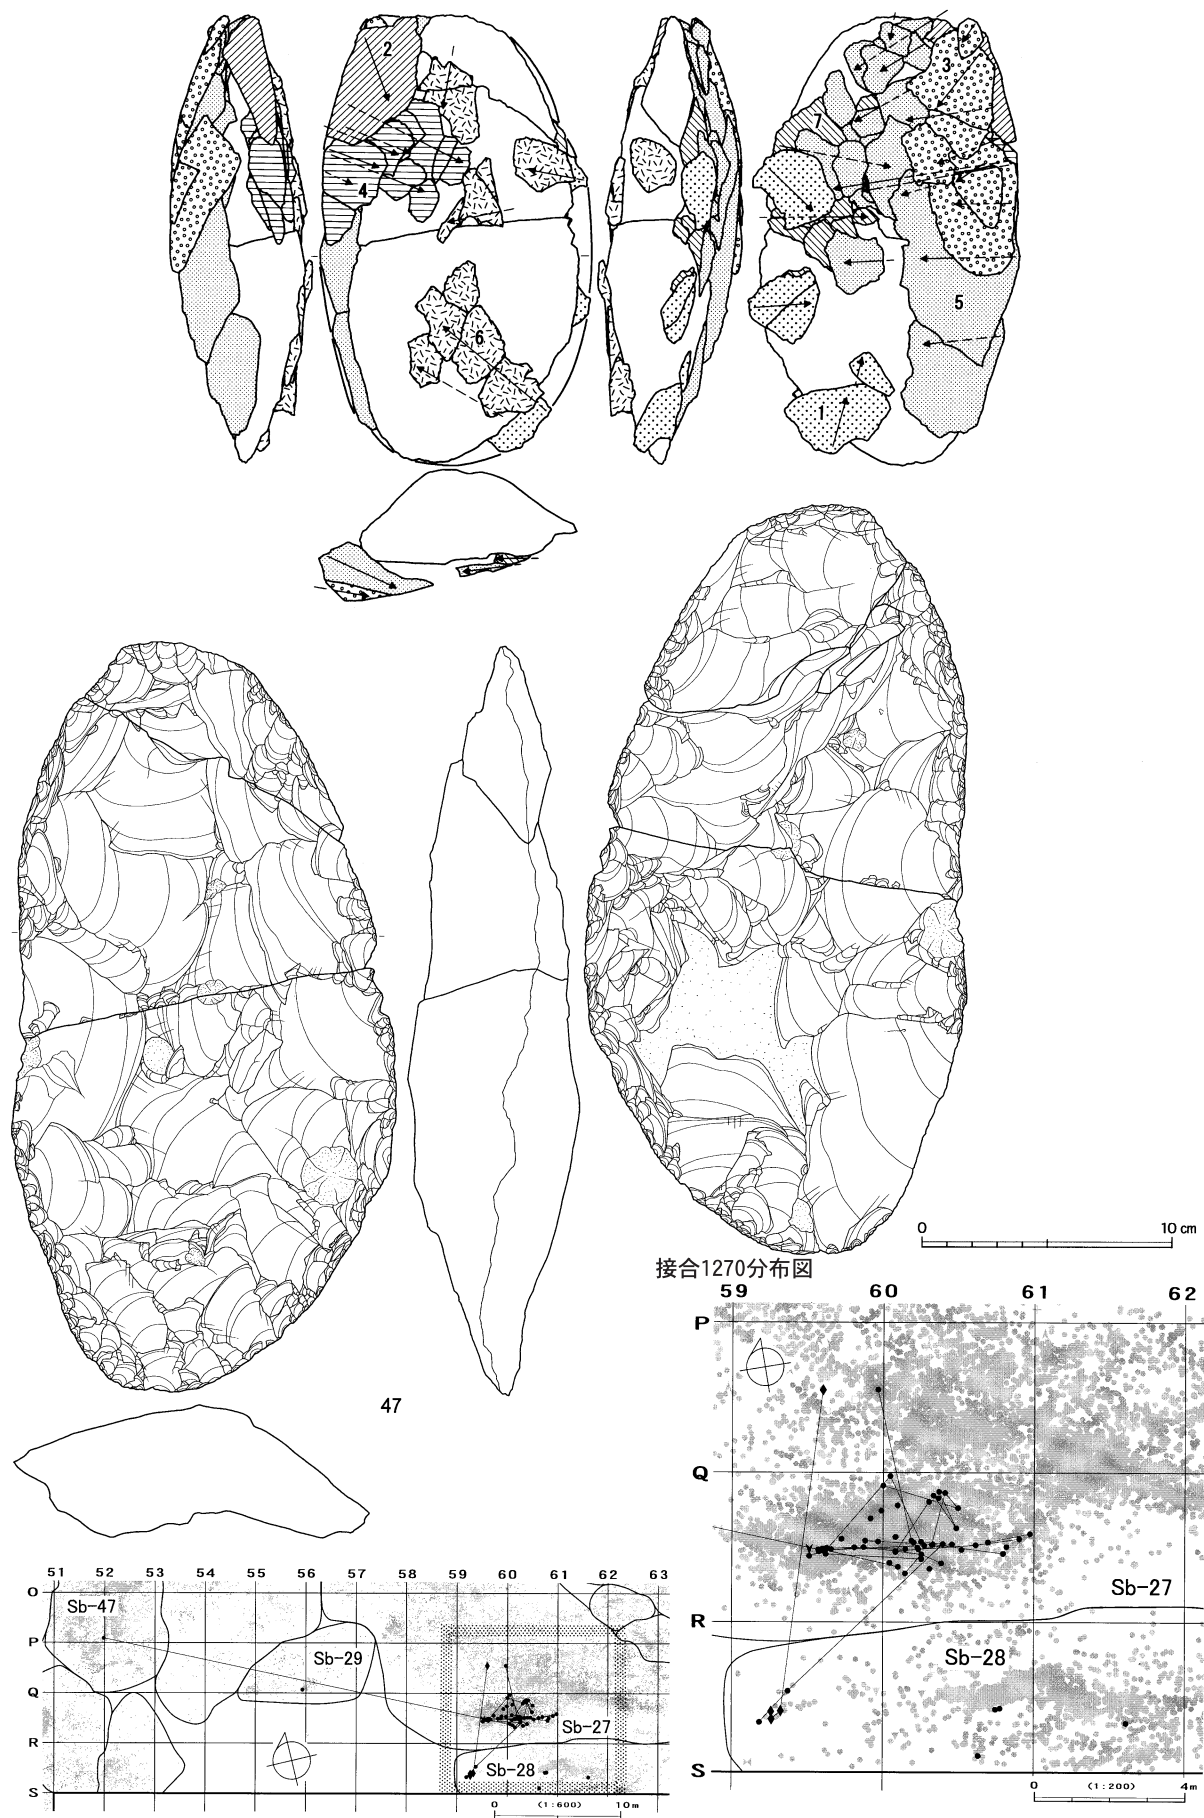 2
4
6
3
7
5
1
0 10 cm
47
接合1270分布図
59 60 61 62
P
Q
R
S
Sb-27
Sb-28
0 (1:200) 4m
51 52 53 54 55 56 57 58 59 60 61 62 63
O
P
Q
R
S
Sb-47
Sb-29
Sb-27
Sb-28
0 (1:600) 10m